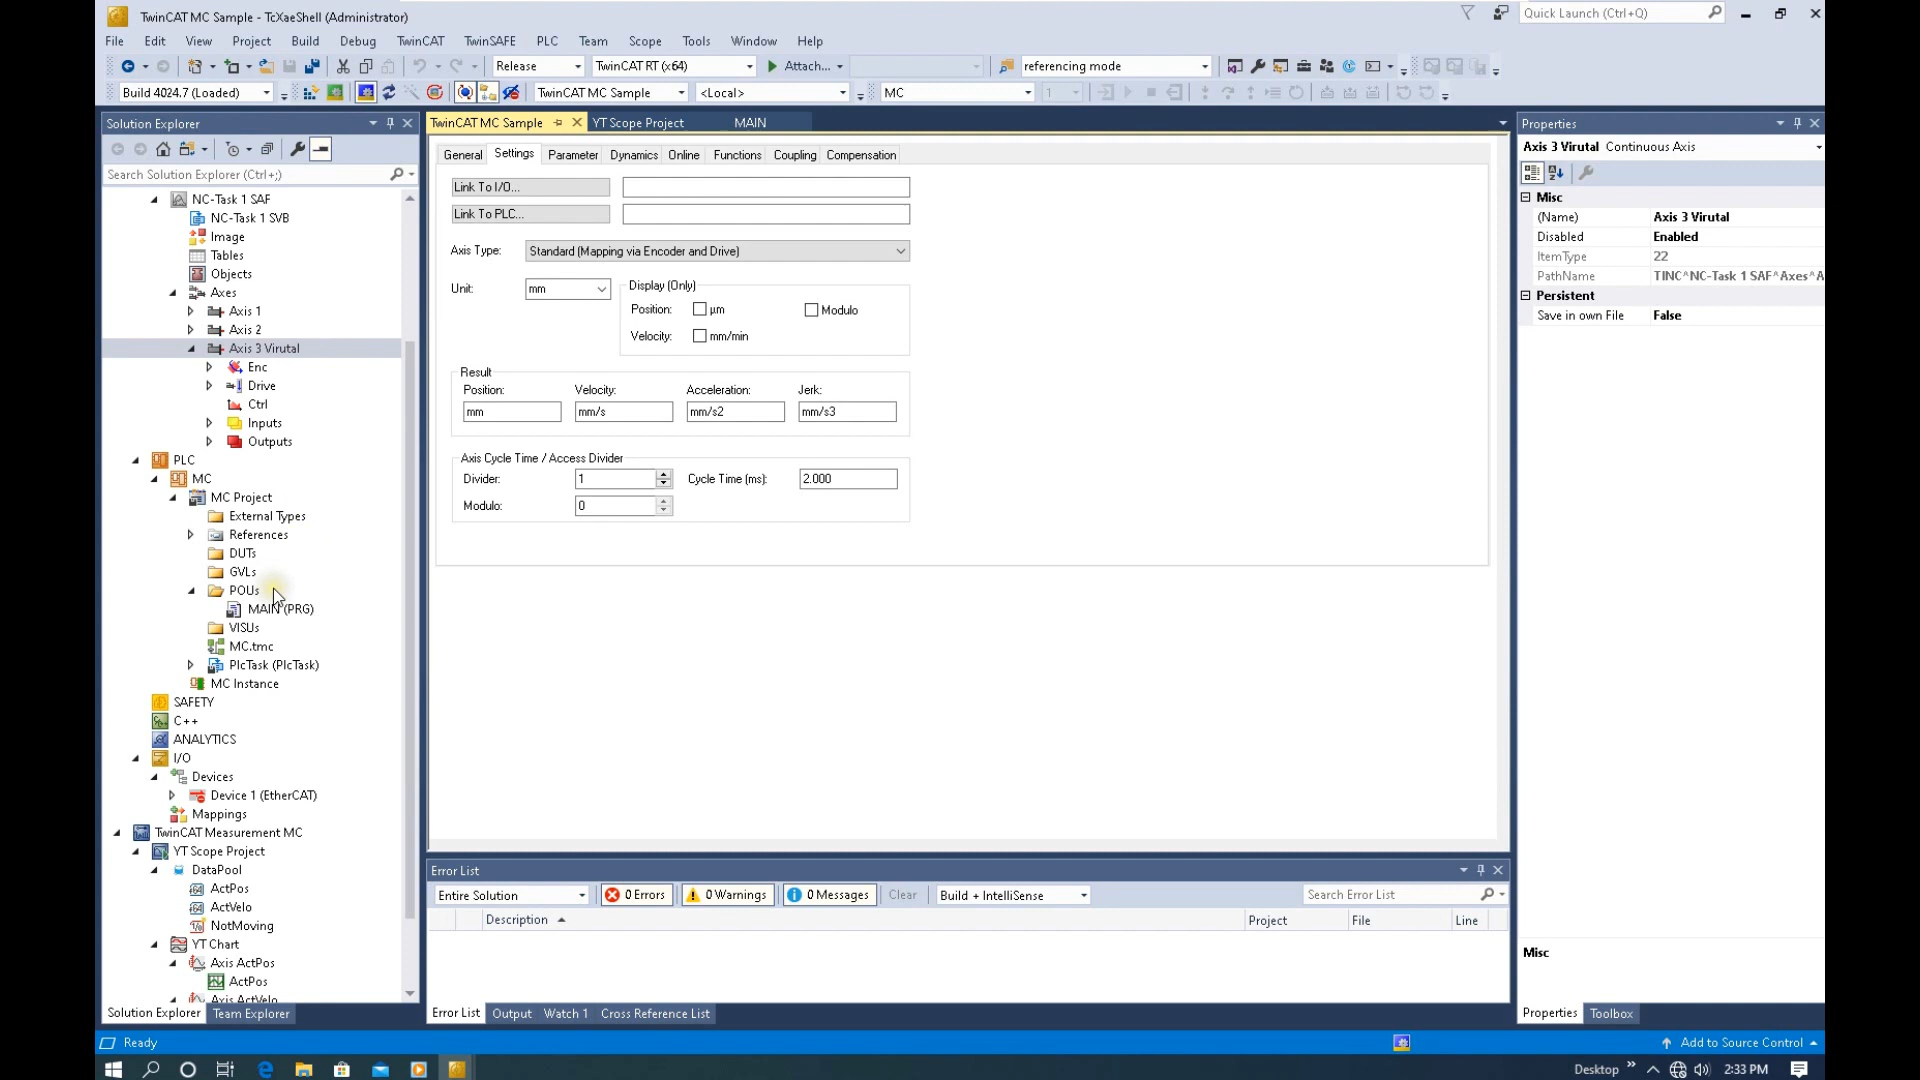 TwinCAT MC Sample - TcXaeShell (Administrator)
Quick Launch (Ctrl+Q)
File Edit View Project Build Debug TwinCAT TwinSAFE PLC Team Scope Tools Window Help
Release TwinCAT RT (x64) Attach... referencing mode
Build 4024.7 (Loaded) TwinCAT MC Sample <Local> MC 1
Solution Explorer
Search Solution Explorer (Ctrl+;)
NC-Task 1 SAF
NC-Task 1 SVB
Image
Tables
Objects
Axes
Axis 1
Axis 2
Axis 3 Virutal
Enc
Drive
Ctrl
Inputs
Outputs
PLC
MC
MC Project
External Types
References
DUTs
GVLs
POUs
MAIN (PRG)
VISUs
MC.tmc
PlcTask (PlcTask)
MC Instance
SAFETY
C++
ANALYTICS
I/O
Devices
Device 1 (EtherCAT)
Mappings
TwinCAT Measurement MC
YT Scope Project
DataPool
ActPos
ActVelo
NotMoving
YT Chart
Axis ActPos
ActPos
Axis ActVelo
Solution Explorer Team Explorer
TwinCAT MC Sample YT Scope Project MAIN
General Settings Parameter Dynamics Online Functions Coupling Compensation
Link To I/O...
Link To PLC...
Axis Type: Standard (Mapping via Encoder and Drive)
Unit: mm
Display (Only)
Position: µm Modulo
Velocity: mm/min
Result
Position: Velocity: Acceleration: Jerk:
mm mm/s mm/s2 mm/s3
Axis Cycle Time / Access Divider
Divider: 1 Cycle Time (ms): 2.000
Modulo: 0
Error List
Entire Solution 0 Errors 0 Warnings 0 Messages Clear Build + IntelliSense Search Error List
Description Project File Line
Error List Output Watch 1 Cross Reference List
Properties
Axis 3 Virutal Continuous Axis
Misc
(Name) Axis 3 Virutal
Disabled Enabled
ItemType 22
PathName TINC^NC-Task 1 SAF^Axes^A
Persistent
Save in own File False
Misc
Properties Toolbox
Ready
Add to Source Control
Desktop
2:33 PM